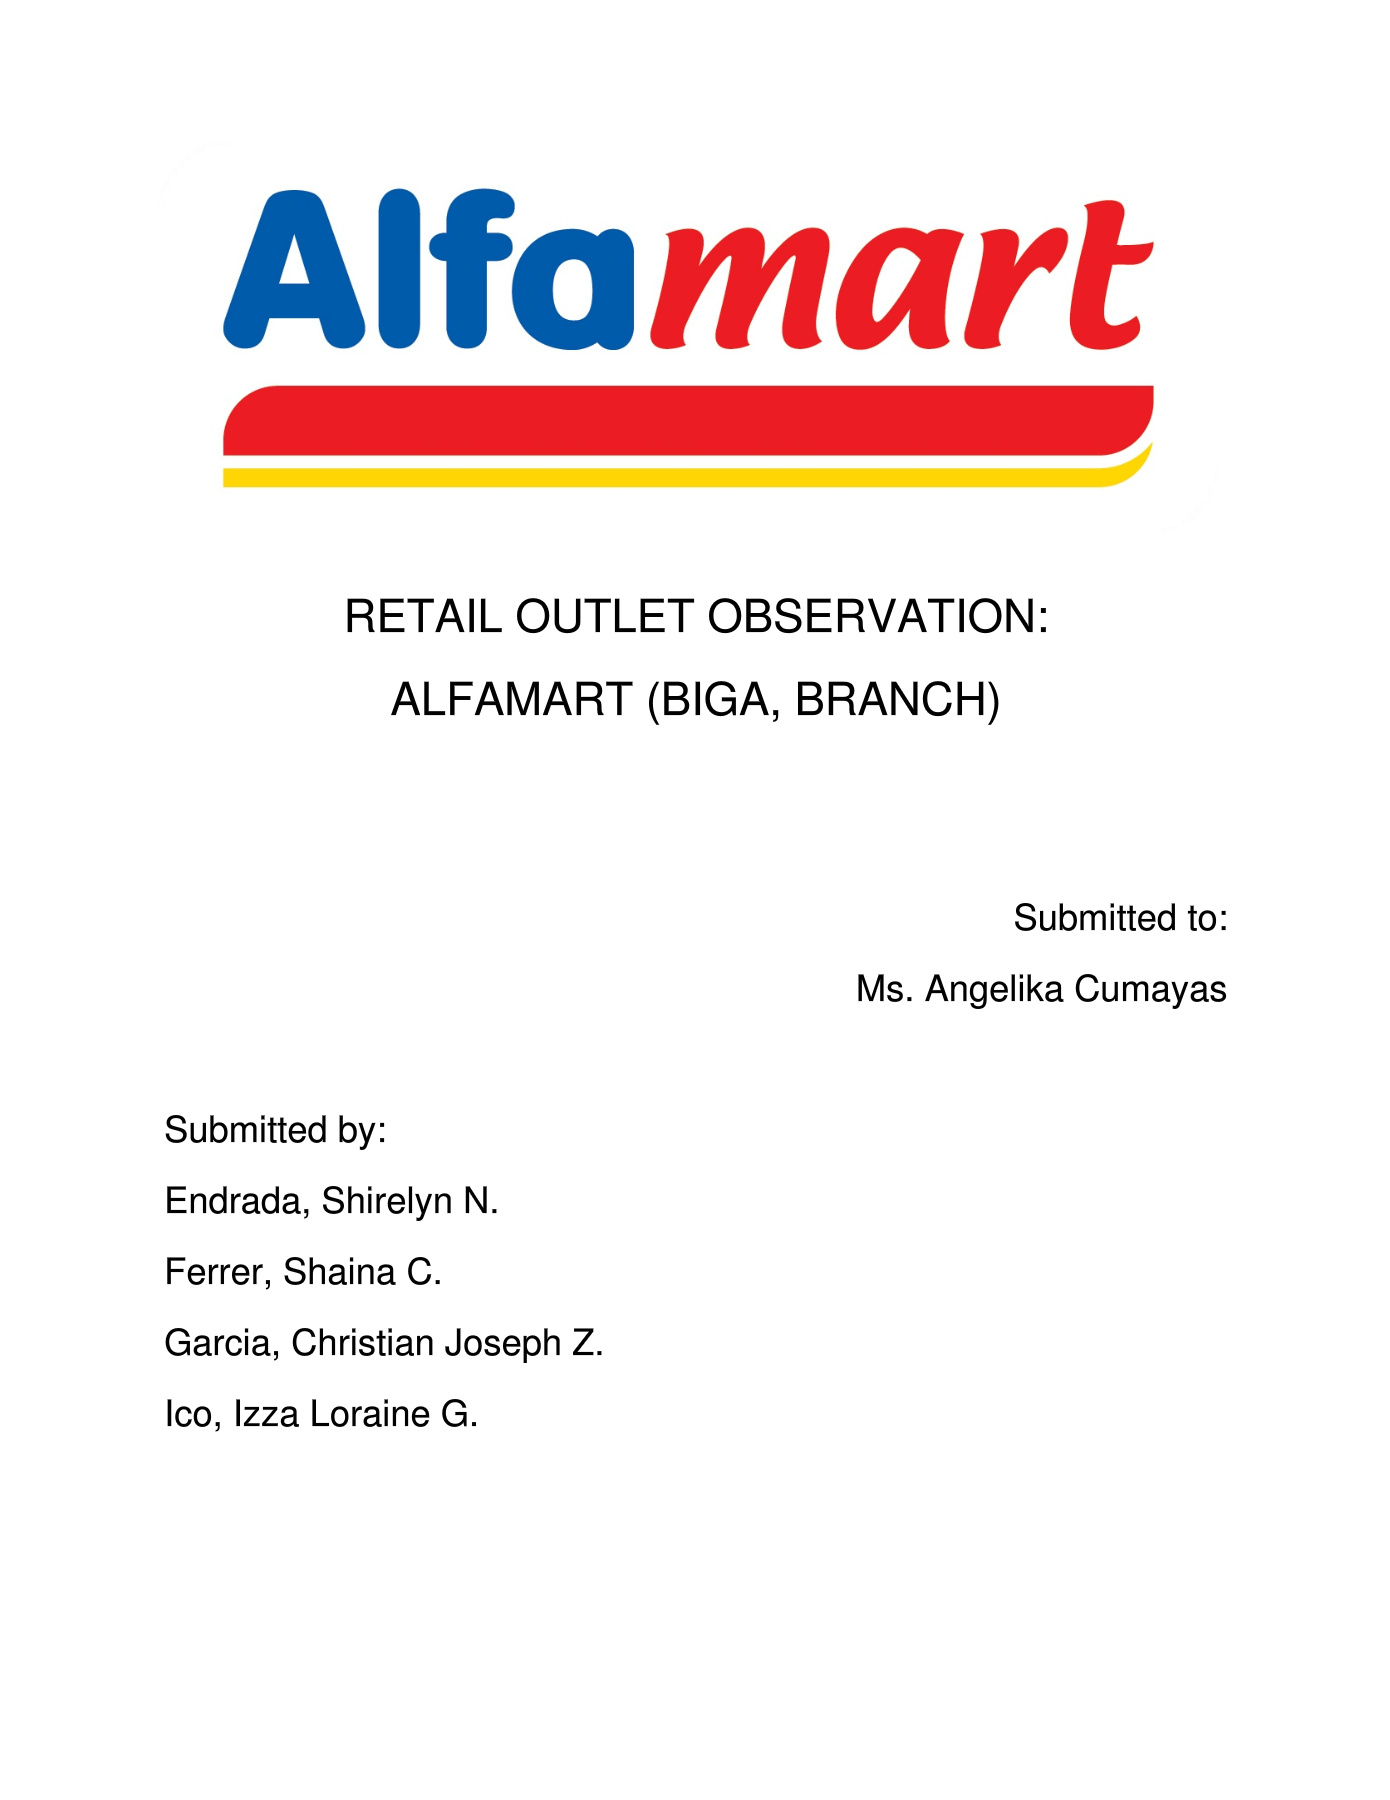 Alfamart
RETAIL OUTLET OBSERVATION:
ALFAMART (BIGA, BRANCH)
Submitted to:
Ms. Angelika Cumayas
Submitted by:
Endrada, Shirelyn N.
Ferrer, Shaina C.
Garcia, Christian Joseph Z.
Ico, Izza Loraine G.